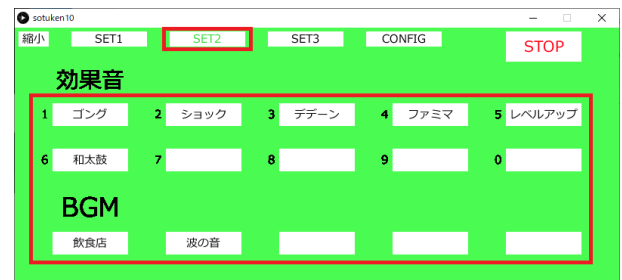 sotuken10
縮小 SET1 SET2 SET3 CONFIG STOP
効果音
1 ゴング 2 ショック 3 デデーン 4 ファミマ 5 レベルアップ
6 和太鼓 7 8 9 0
BGM
飲食店 波の音